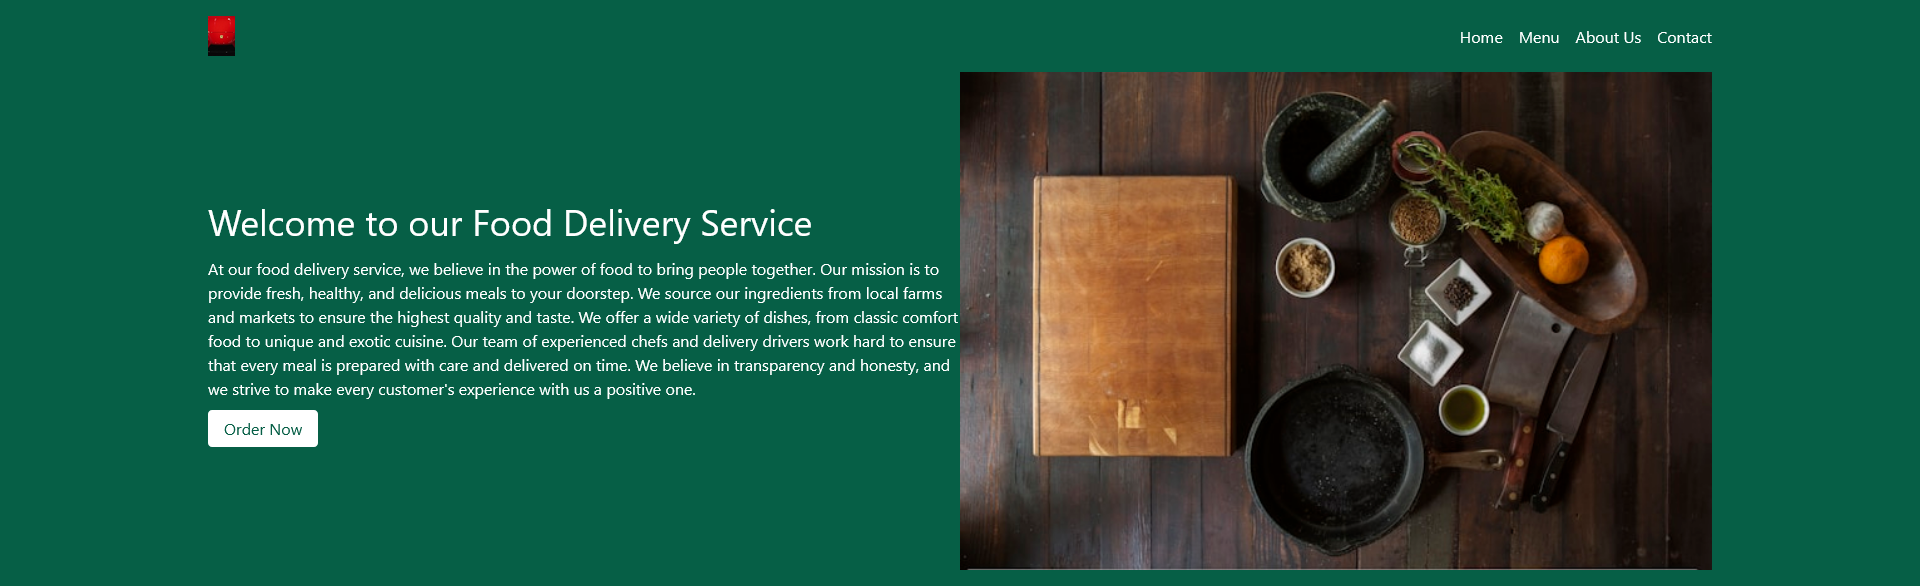 Home Menu About Us Contact
Welcome to our Food Delivery Service
At our food delivery service, we believe in the power of food to bring people together. Our mission is to
provide fresh, healthy, and delicious meals to your doorstep. We source our ingredients from local farms
and markets to ensure the highest quality and taste. We offer a wide variety of dishes, from classic comfort
food to unique and exotic cuisine. Our team of experienced chefs and delivery drivers work hard to ensure
that every meal is prepared with care and delivered on time. We believe in transparency and honesty, and
we strive to make every customer's experience with us a positive one.
Order Now